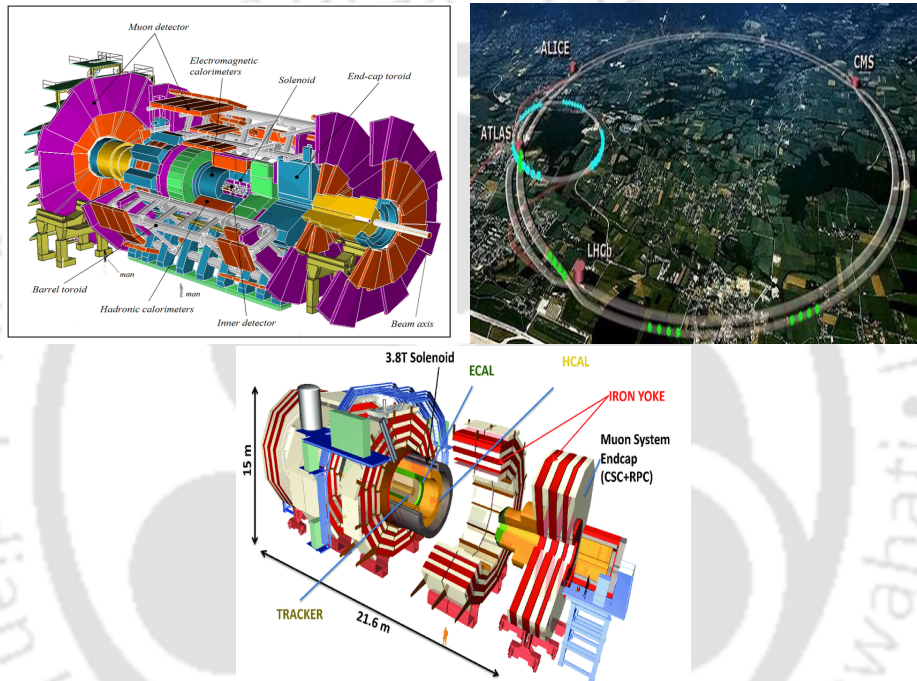 Muon detector
Electromagnetic
calorimeters
Solenoid
End-cap toroid
man
Barrel toroid
man
Hadronic calorimeters
Inner detector
Beam axis
ALICE
CMS
ATLAS
LHCb
3.8T Solenoid
ECAL
HCAL
IRON YOKE
Muon System
Endcap
(CSC+RPC)
15 m
TRACKER
21.6 m
wahati